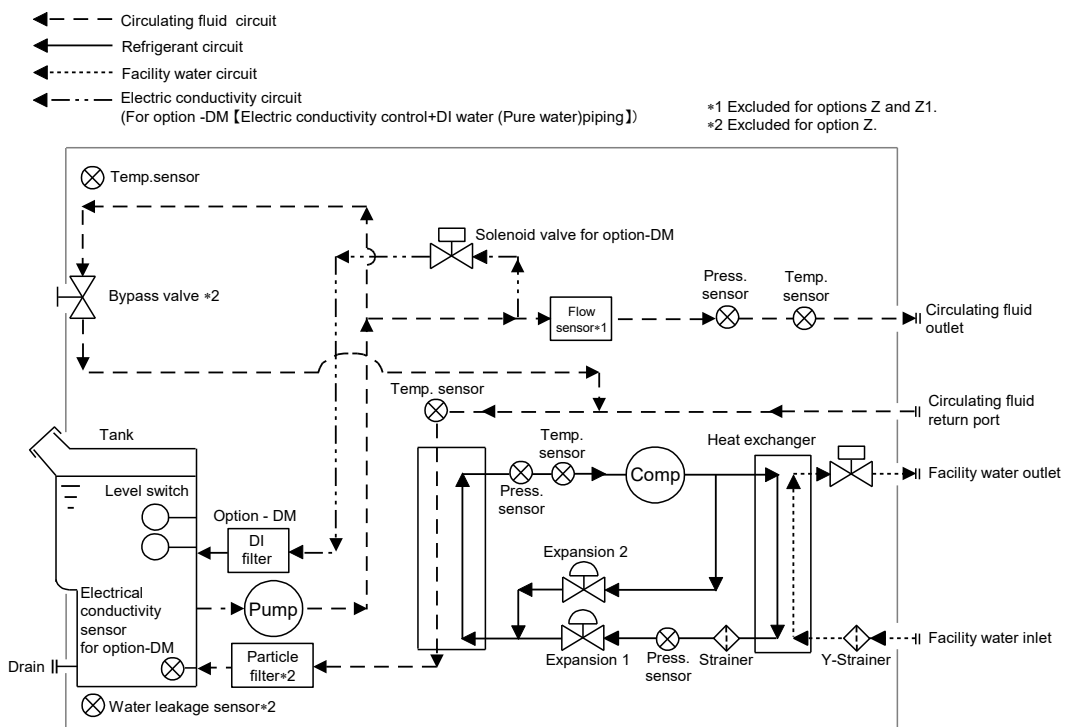 Circulating fluid circuit
Refrigerant circuit
Facility water circuit
Electric conductivity circuit
(For option -DM【Electric conductivity control+DI water (Pure water)piping】)
*1 Excluded for options Z and Z1.
*2 Excluded for option Z.
Temp.sensor
Solenoid valve for option-DM
Bypass valve *2
Flow
sensor*1
Press.
sensor
Temp.
sensor
Circulating fluid
outlet
Temp. sensor
Circulating fluid
return port
Tank
Level switch
Option - DM
DI
filter
Temp.
sensor
Press.
sensor
Comp
Heat exchanger
Facility water outlet
Expansion 2
Electrical
conductivity
sensor
for option-DM
Pump
Expansion 1
Press.
sensor
Strainer
Y-Strainer
Facility water inlet
Drain
Particle
filter*2
Water leakage sensor*2